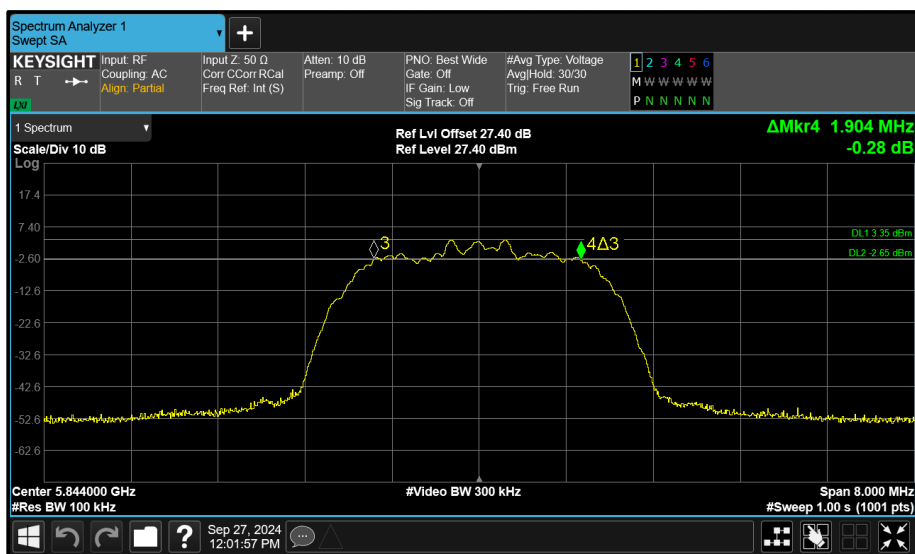 Spectrum Analyzer 1
Swept SA
KEYSIGHT
R T
LXI
Input: RF
Coupling: AC
Align: Partial
Input Z: 50 Ω
Corr CCorr RCal
Freq Ref: Int (S)
Atten: 10 dB
Preamp: Off
PNO: Best Wide
Gate: Off
IF Gain: Low
Sig Track: Off
#Avg Type: Voltage
Avg|Hold: 30/30
Trig: Free Run
1 2 3 4 5 6
M W W W W W
P N N N N N
1 Spectrum
Scale/Div 10 dB
Log
Ref Lvl Offset 27.40 dB
Ref Level 27.40 dBm
ΔMkr4 1.904 MHz
-0.28 dB
17.4
7.40
-2.60
-12.6
-22.6
-32.6
-42.6
-52.6
-62.6
3
4Δ3
DL1 3.35 dBm
DL2 -2.65 dBm
Center 5.844000 GHz
#Res BW 100 kHz
#Video BW 300 kHz
Span 8.000 MHz
#Sweep 1.00 s (1001 pts)
?
Sep 27, 2024
12:01:57 PM